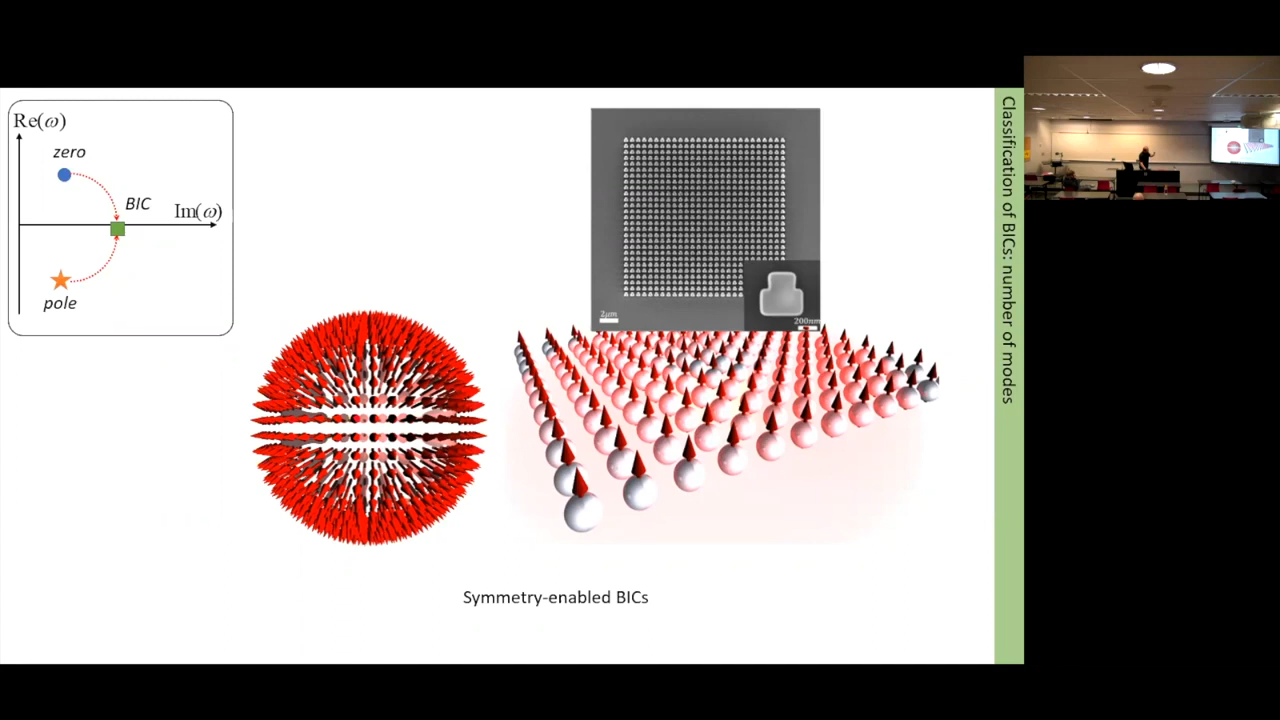 Re(ω)
zero
BIC
Im(ω)
pole
2μm
200nm
Symmetry-enabled BICs
Classification of BICs: number of modes